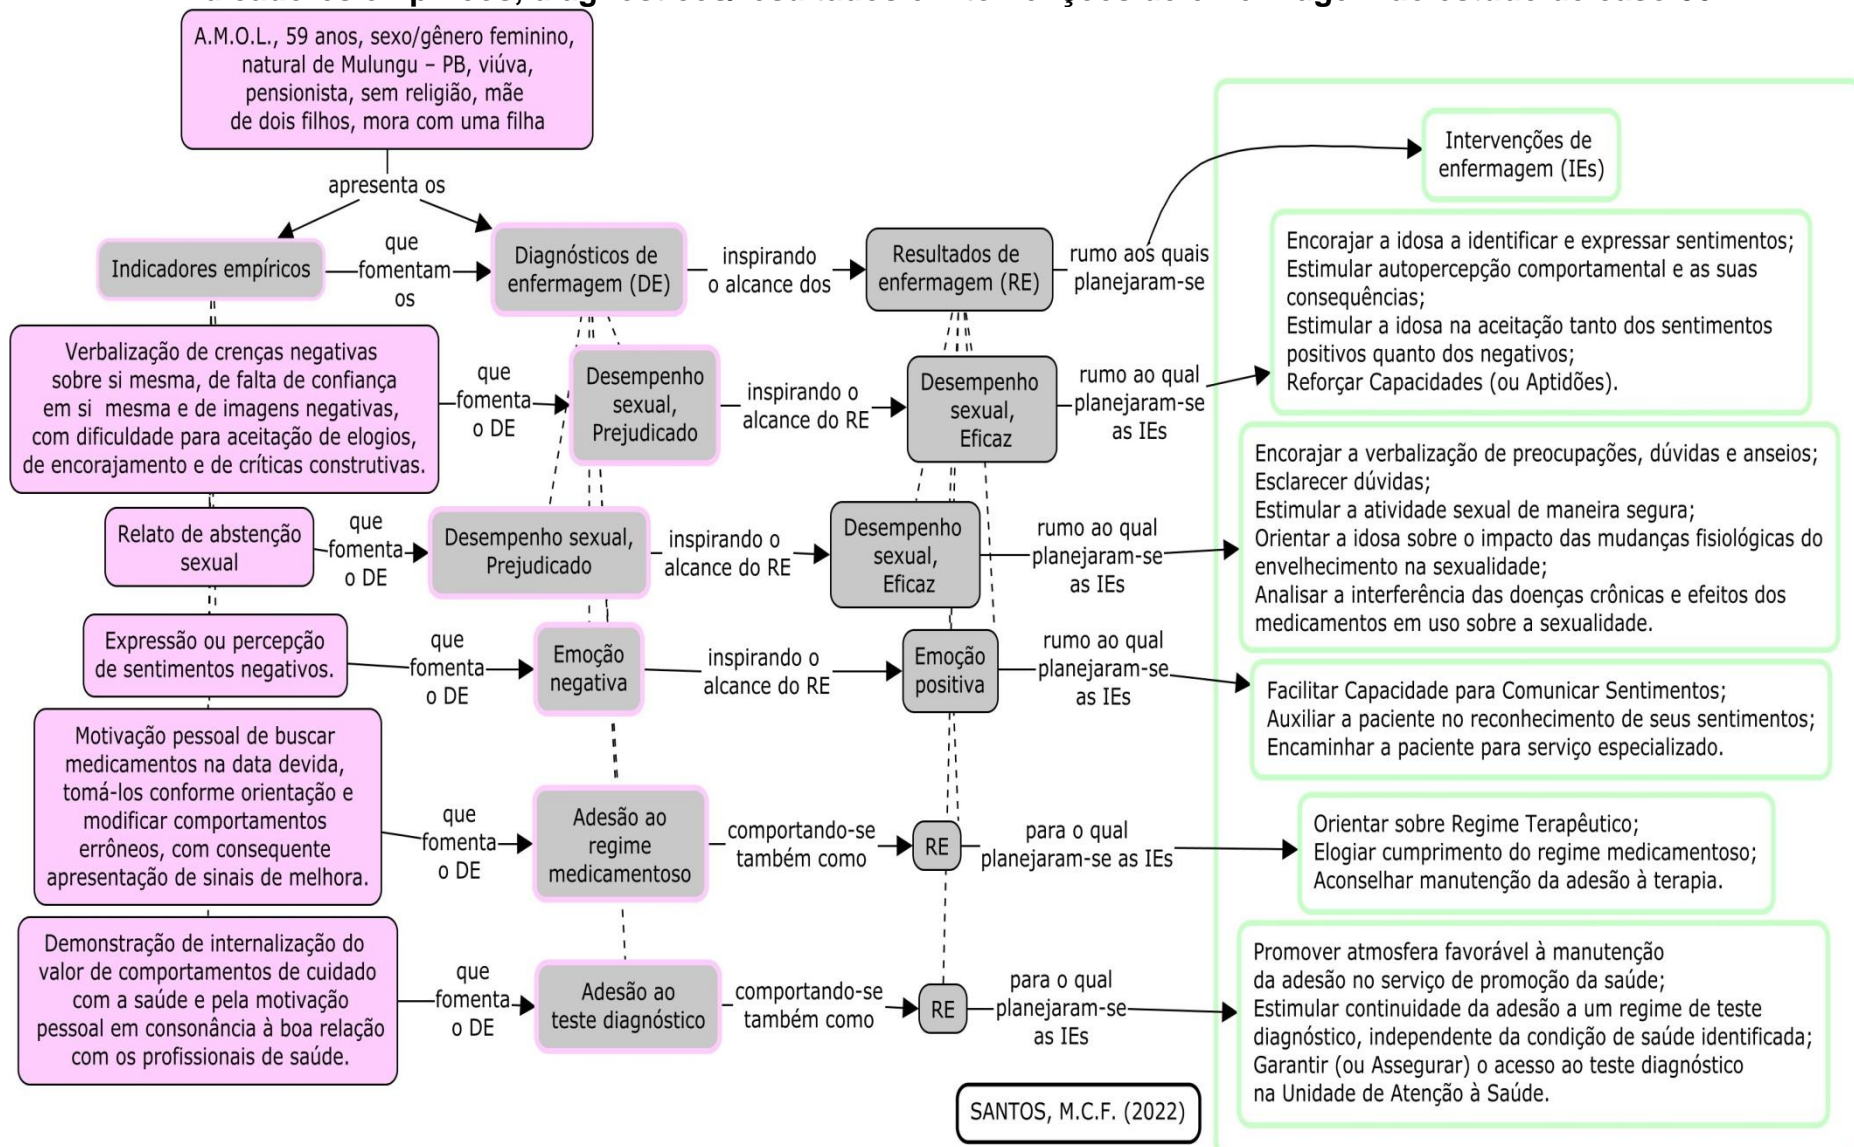 A.M.O.L., 59 anos, sexo/gênero feminino,
natural de Mulungu – PB, viúva,
pensionista, sem religião, mãe
de dois filhos, mora com uma filha
apresenta os
Indicadores empíricos
que
fomentam
os
Diagnósticos de
enfermagem (DE)
inspirando
o alcance dos
Resultados de
enfermagem (RE)
rumo aos quais
planejaram-se
Intervenções de
enfermagem (IEs)
Verbalização de crenças negativas
sobre si mesma, de falta de confiança
em si mesma e de imagens negativas,
com dificuldade para aceitação de elogios,
de encorajamento e de críticas construtivas.
que
fomenta
o DE
Desempenho
sexual,
Prejudicado
inspirando o
alcance do RE
Desempenho
sexual,
Eficaz
rumo ao qual
planejaram-se
as IEs
Encorajar a idosa a identificar e expressar sentimentos;
Estimular autopercepção comportamental e as suas
consequências;
Estimular a idosa na aceitação tanto dos sentimentos
positivos quanto dos negativos;
Reforçar Capacidades (ou Aptidões).
Relato de abstenção
sexual
que
fomenta
o DE
Desempenho sexual,
Prejudicado
inspirando o
alcance do RE
Desempenho
sexual,
Eficaz
rumo ao qual
planejaram-se
as IEs
Encorajar a verbalização de preocupações, dúvidas e anseios;
Esclarecer dúvidas;
Estimular a atividade sexual de maneira segura;
Orientar a idosa sobre o impacto das mudanças fisiológicas do
envelhecimento na sexualidade;
Analisar a interferência das doenças crônicas e efeitos dos
medicamentos em uso sobre a sexualidade.
Expressão ou percepção
de sentimentos negativos.
que
fomenta
o DE
Emoção
negativa
inspirando o
alcance do RE
Emoção
positiva
rumo ao qual
planejaram-se
as IEs
Facilitar Capacidade para Comunicar Sentimentos;
Auxiliar a paciente no reconhecimento de seus sentimentos;
Encaminhar a paciente para serviço especializado.
Motivação pessoal de buscar
medicamentos na data devida,
tomá-los conforme orientação e
modificar comportamentos
errôneos, com consequente
apresentação de sinais de melhora.
que
fomenta
o DE
Adesão ao
regime
medicamentoso
comportando-se
também como
RE
para o qual
planejaram-se as IEs
Orientar sobre Regime Terapêutico;
Elogiar cumprimento do regime medicamentoso;
Aconselhar manutenção da adesão à terapia.
Demonstração de internalização do
valor de comportamentos de cuidado
com a saúde e pela motivação
pessoal em consonância à boa relação
com os profissionais de saúde.
que
fomenta
o DE
Adesão ao
teste diagnóstico
comportando-se
também como
RE
para o qual
planejaram-se
as IEs
Promover atmosfera favorável à manutenção
da adesão no serviço de promoção da saúde;
Estimular continuidade da adesão a um regime de teste
diagnóstico, independente da condição de saúde identificada;
Garantir (ou Assegurar) o acesso ao teste diagnóstico
na Unidade de Atenção à Saúde.
SANTOS, M.C.F. (2022)